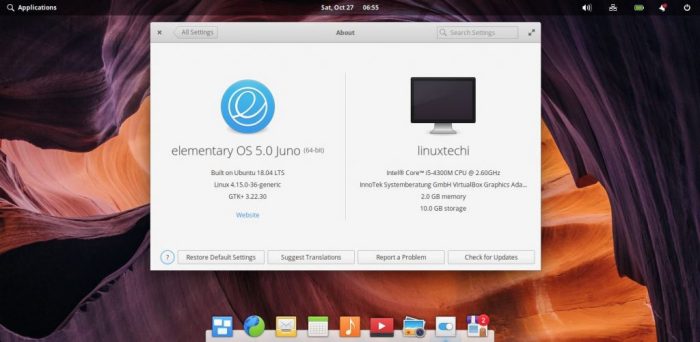 Applications
Sat, Oct 27 06:55
All Settings
About
Search Settings
elementary OS 5.0 Juno (64-bit)
Built on Ubuntu 18.04 LTS
Linux 4.15.0-36-generic
GTK+ 3.22.30
Website
linuxtechi
Intel® Core™ i5-4300M CPU @ 2.60GHz
InnoTek Systemberatung GmbH VirtualBox Graphics Ada...
2.0 GB memory
10.0 GB storage
?
Restore Default Settings
Suggest Translations
Report a Problem
Check for Updates
2